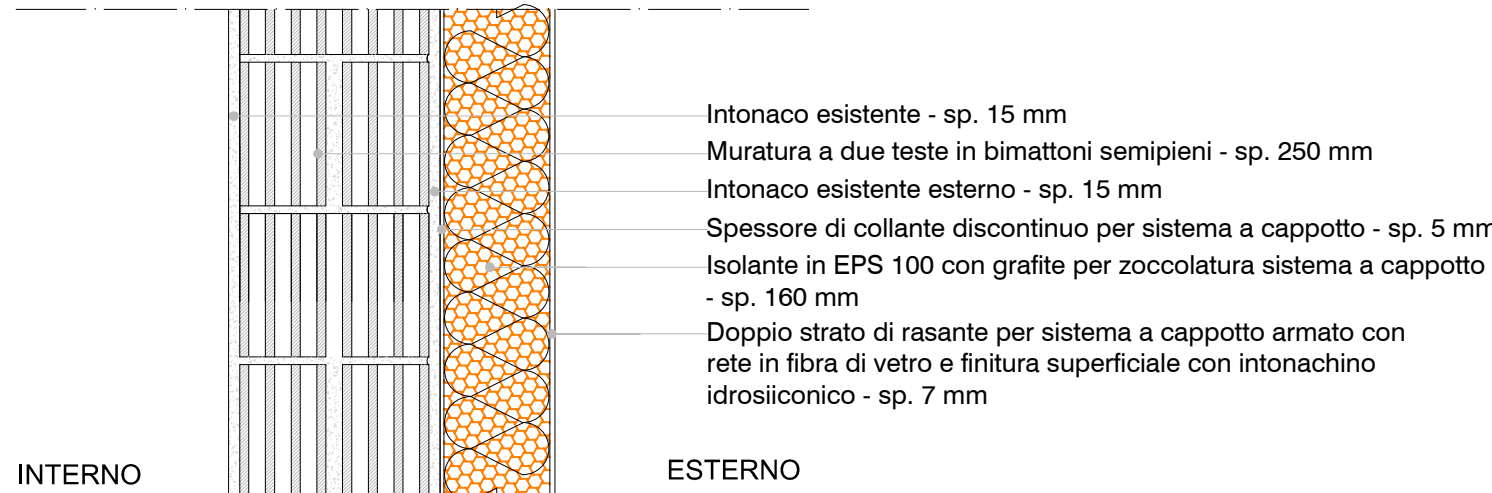 Intonaco esistente - sp. 15 mm
Muratura a due teste in bimattoni semipieni - sp. 250 mm
Intonaco esistente esterno - sp. 15 mm
Spessore di collante discontinuo per sistema a cappotto - sp. 5 mm
Isolante in EPS 100 con grafite per zoccolatura sistema a cappotto
- sp. 160 mm
Doppio strato di rasante per sistema a cappotto armato con
rete in fibra di vetro e finitura superficiale con intonachino
idrosiiconico - sp. 7 mm
INTERNO
ESTERNO